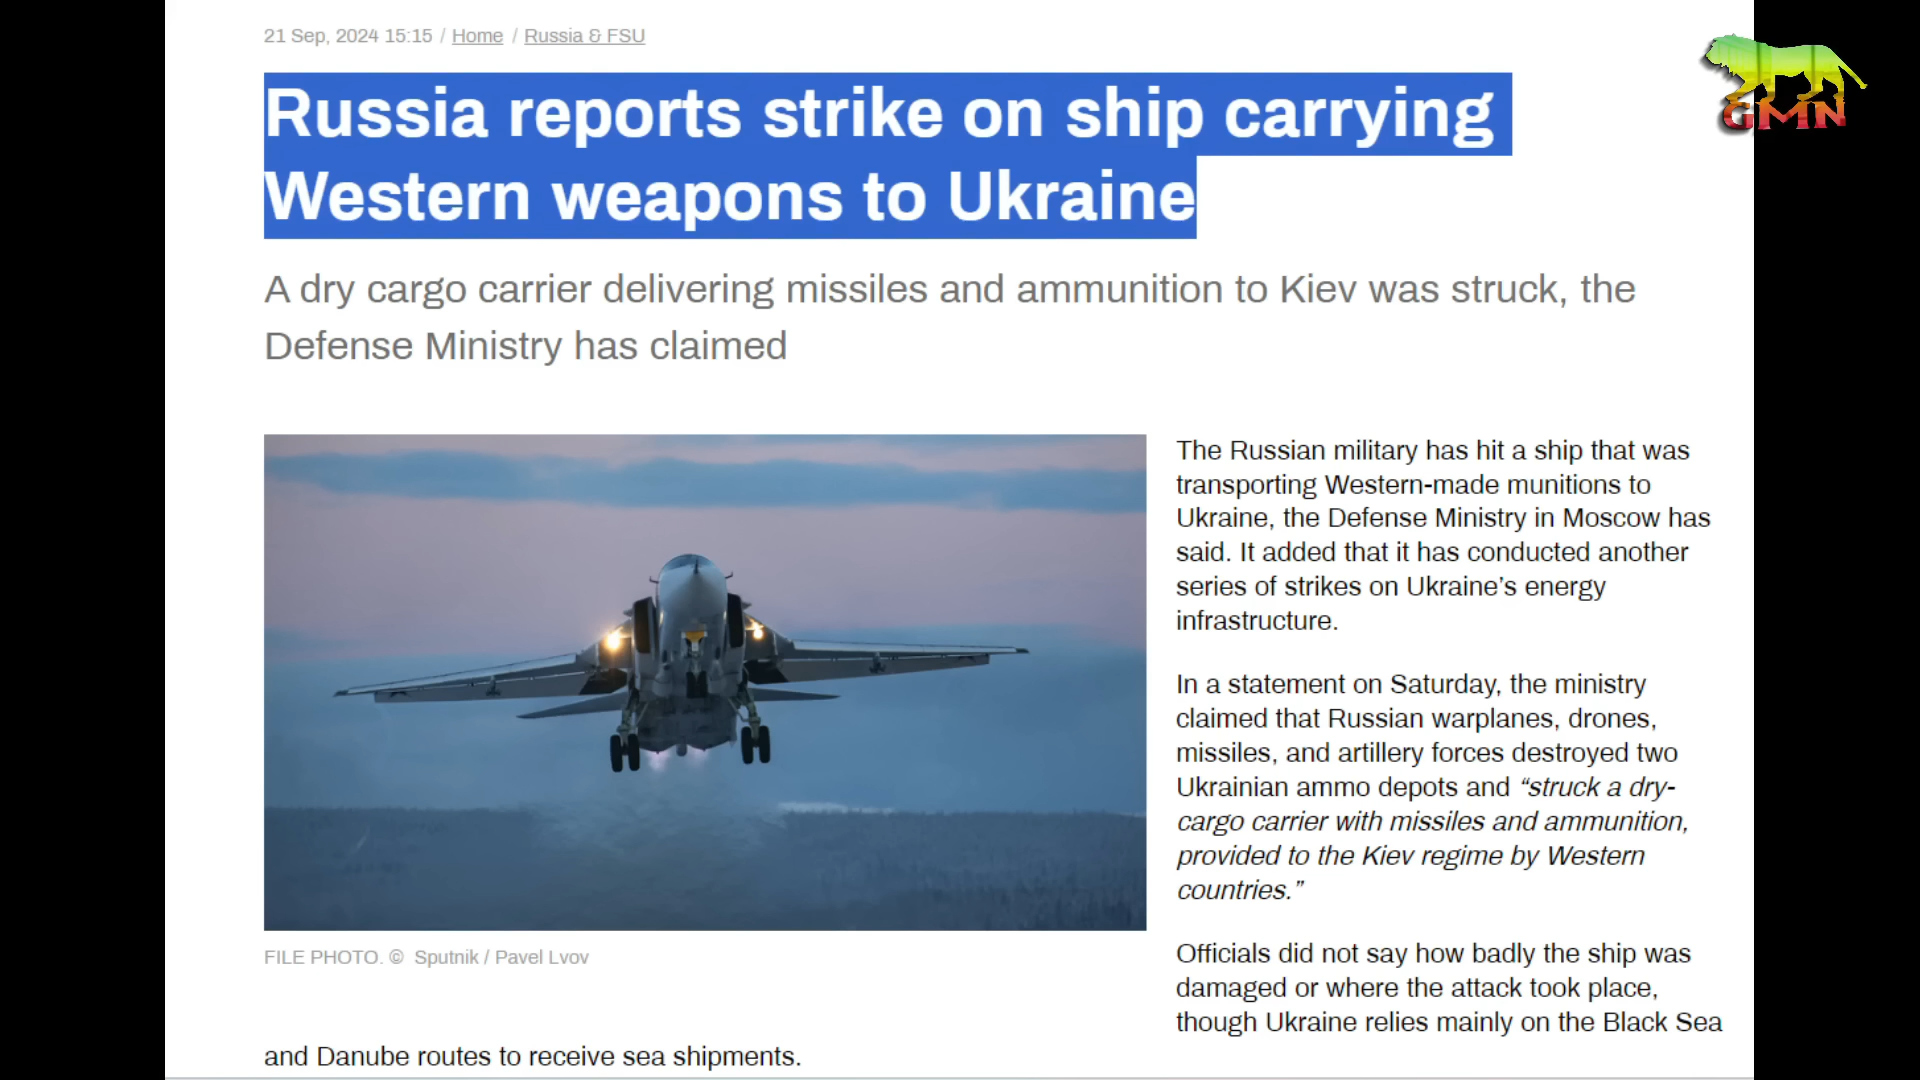 21 Sep, 2024 15:15 / Home / Russia & FSU
GMN
Russia reports strike on ship carrying
Western weapons to Ukraine
A dry cargo carrier delivering missiles and ammunition to Kiev was struck, the
Defense Ministry has claimed
The Russian military has hit a ship that was
transporting Western-made munitions to
Ukraine, the Defense Ministry in Moscow has
said. It added that it has conducted another
series of strikes on Ukraine’s energy
infrastructure.
In a statement on Saturday, the ministry
claimed that Russian warplanes, drones,
missiles, and artillery forces destroyed two
Ukrainian ammo depots and “struck a dry-
cargo carrier with missiles and ammunition,
provided to the Kiev regime by Western
countries.”
FILE PHOTO. © Sputnik / Pavel Lvov
Officials did not say how badly the ship was
damaged or where the attack took place,
though Ukraine relies mainly on the Black Sea
and Danube routes to receive sea shipments.